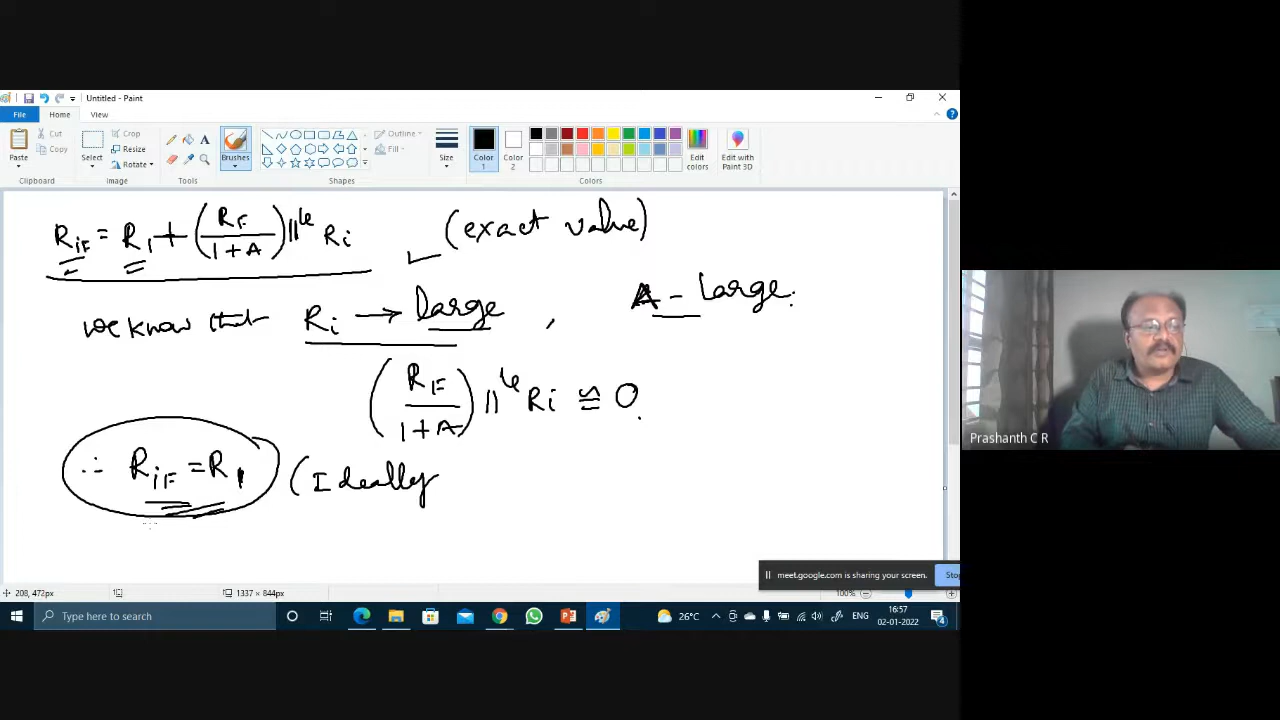 Untitled - Paint
File Home View
Paste Cut Copy Select Crop Resize Rotate Brushes Outline Fill Size Color 1 Color 2 Edit colors Edit with Paint 3D
Clipboard Image Tools Shapes Colors
RiF = R1 + (RF / 1+A) ||le Ri (exact value)
we know that Ri → large , A - large.
(RF / 1+A) ||le Ri ≅ 0.
∴ RiF = R1 (Ideally
Prashanth C R
meet.google.com is sharing your screen. Sto
208, 472px 1337 × 844px 100%
Type here to search 26°C ENG 16:57
02-01-2022 4